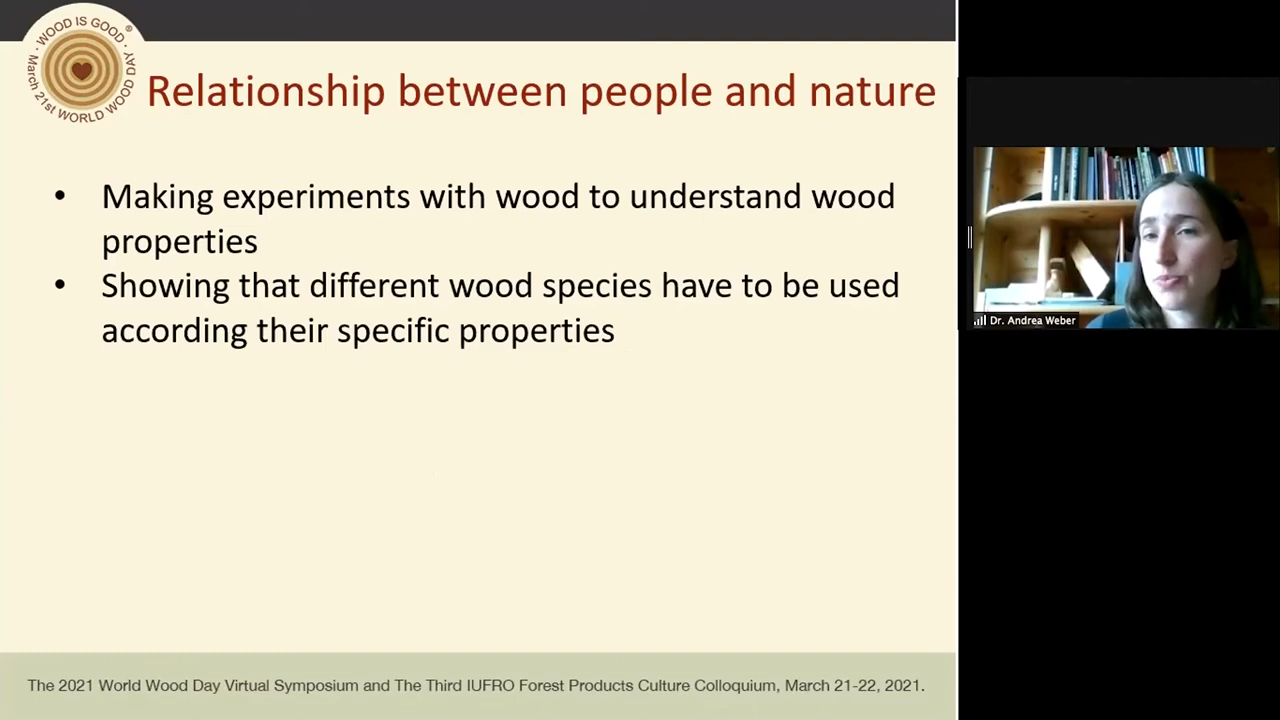 · WOOD IS GOOD ·
®
March 21st WORLD WOOD DAY
Relationship between people and nature
• Making experiments with wood to understand wood
properties
• Showing that different wood species have to be used
according their specific properties
Dr. Andrea Weber
The 2021 World Wood Day Virtual Symposium and The Third IUFRO Forest Products Culture Colloquium, March 21-22, 2021.